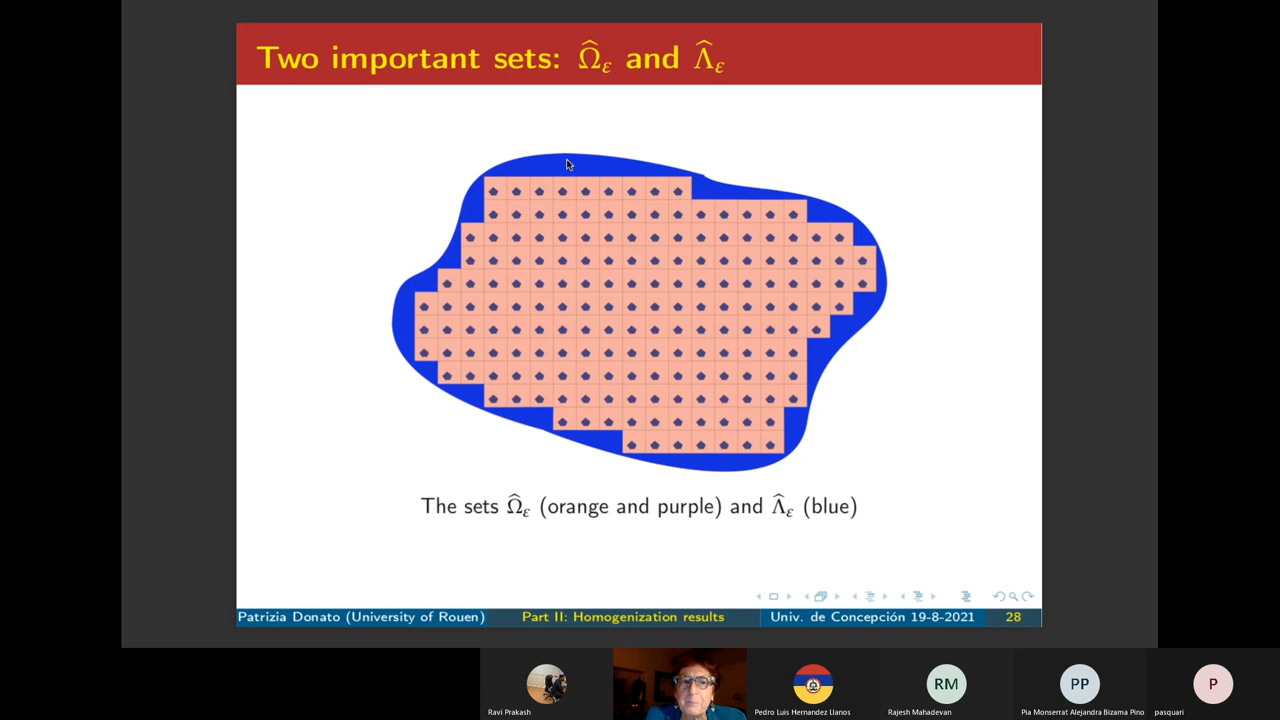 Two important sets: Ω̂ε and Λ̂ε
The sets Ω̂ε (orange and purple) and Λ̂ε (blue)
Patrizia Donato (University of Rouen) Part II: Homogenization results Univ. de Concepción 19-8-2021 28
RM PP P
Ravi Prakash Pedro Luis Hernandez Llanos Rajesh Mahadevan Pia Monserrat Alejandra Bizama Pino pasquari